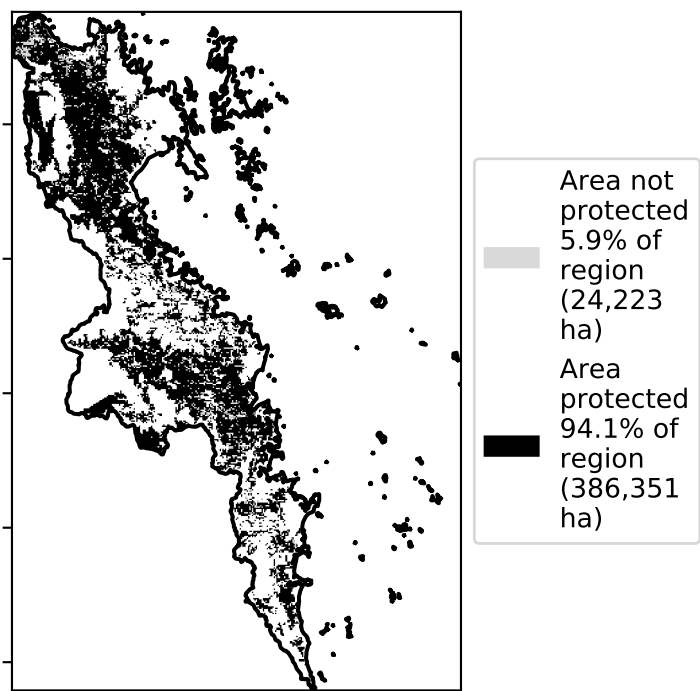 Area not
protected
5.9% of
region
(24,223
ha)
Area
protected
94.1% of
region
(386,351
ha)